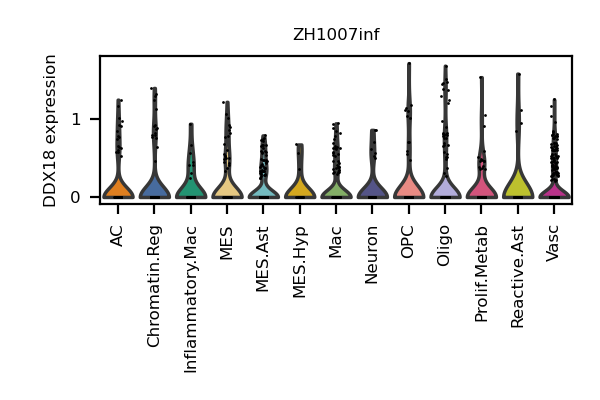 ZH1007inf
DDX18 expression
1
0
AC
Chromatin.Reg
Inflammatory.Mac
MES
MES.Ast
MES.Hyp
Mac
Neuron
OPC
Oligo
Prolif.Metab
Reactive.Ast
Vasc